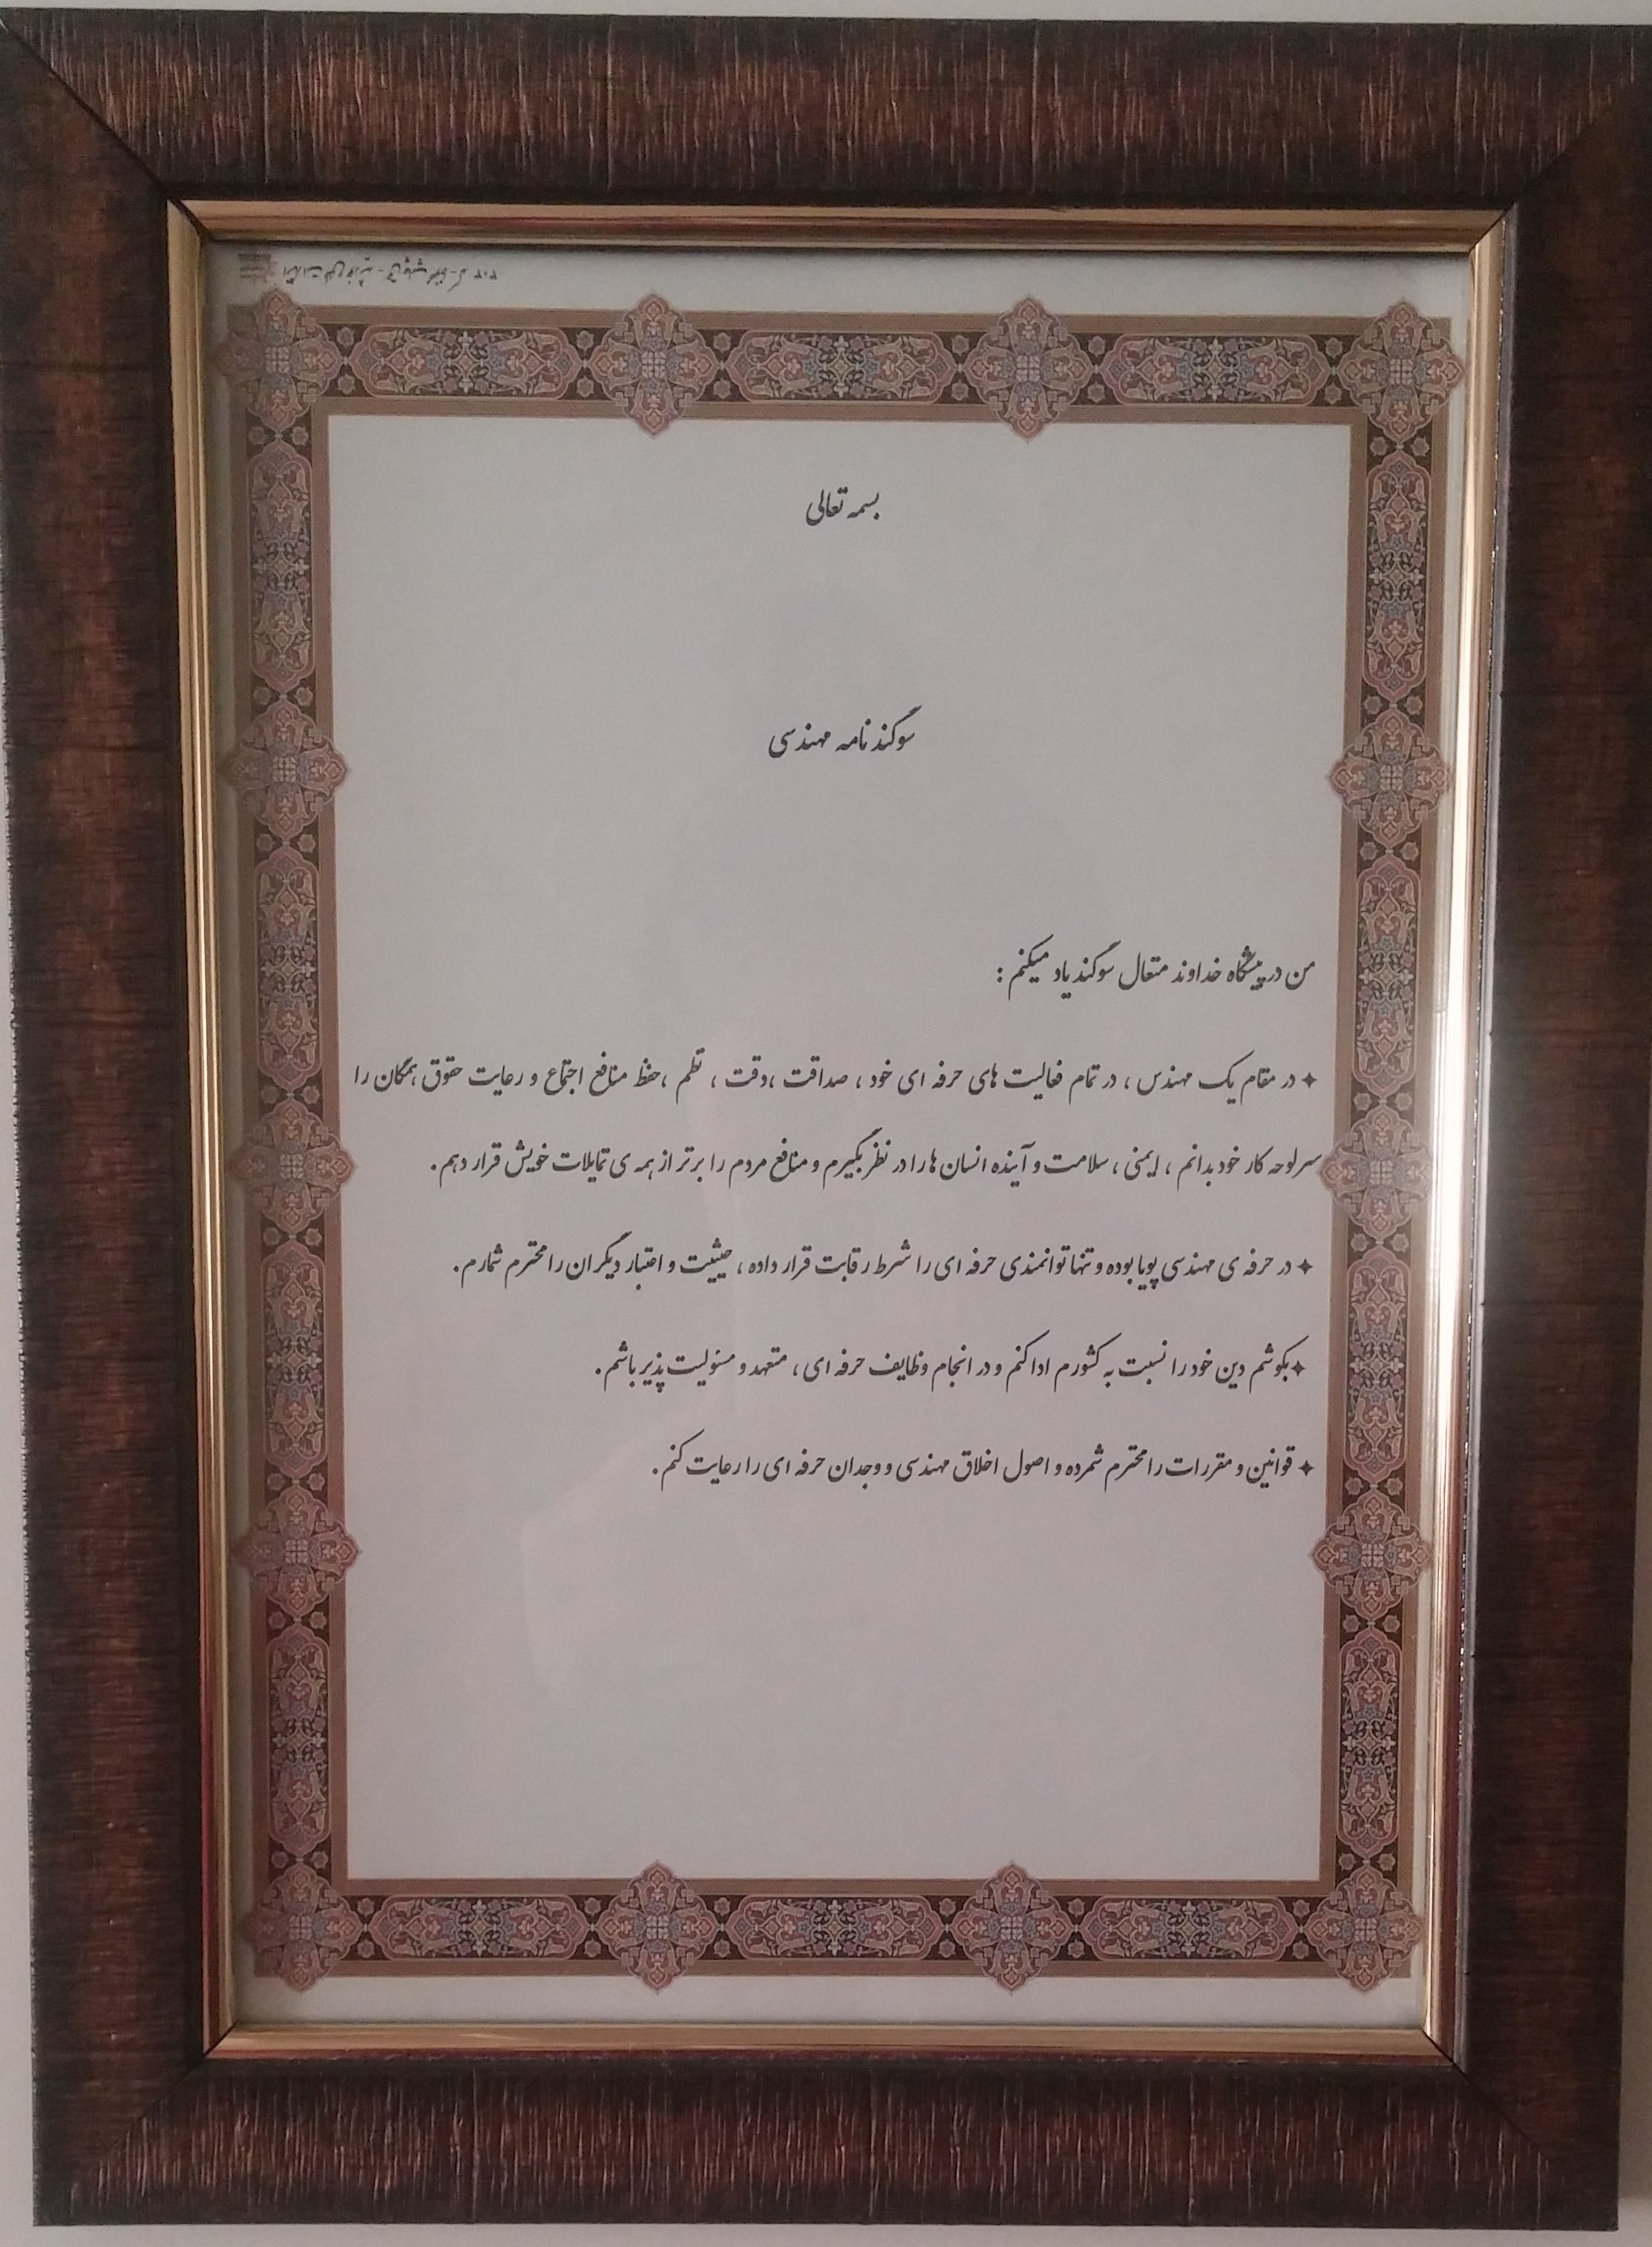 بسمه تعالی
سوگند نامه مهندسی
من در پیشگاه خداوند متعال سوگند یاد میکنم :
✦ در مقام یک مهندس ، در تمام فعالیت های حرفه ای خود ، صداقت ،دقت ، نظم ،حفظ منافع اجتماع و رعایت حقوق همگان را
سرلوحه کار خود بدانم ، ایمنی ، سلامت و آینده انسان ها را در نظر بگیرم و منافع مردم را برتر از همه ی تمایلات خویش قرار دهم.
✦ در حرفه ی مهندسی پویا بوده و تنها توانمندی حرفه ای را شرط رقابت قرار داده ، حیثیت و اعتبار دیگران را محترم شمارم.
✦بکوشم دین خود را نسبت به کشورم ادا کنم و در انجام وظایف حرفه ای ، متعهد و مسئولیت پذیر باشم.
✦ قوانین و مقررات را محترم شمرده و اصول اخلاق مهندسی و وجدان حرفه ای را رعایت کنم.